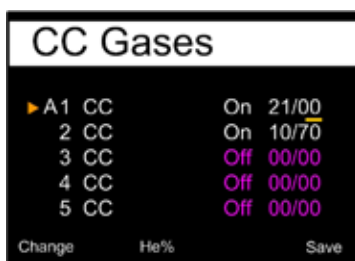 CC Gases
A1 CC On 21/00
2 CC On 10/70
3 CC Off 00/00
4 CC Off 00/00
5 CC Off 00/00
Change He% Save